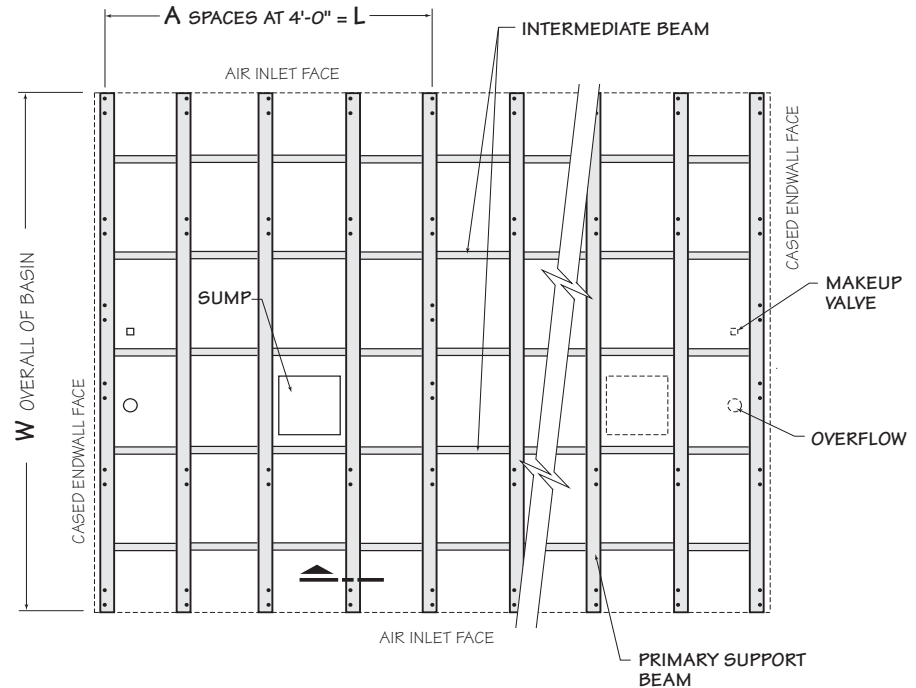 A SPACES AT 4'-0" = L
INTERMEDIATE BEAM
AIR INLET FACE
CASED ENDWALL FACE
SUMP
MAKEUP
VALVE
W OVERALL OF BASIN
CASED ENDWALL FACE
OVERFLOW
AIR INLET FACE
PRIMARY SUPPORT
BEAM